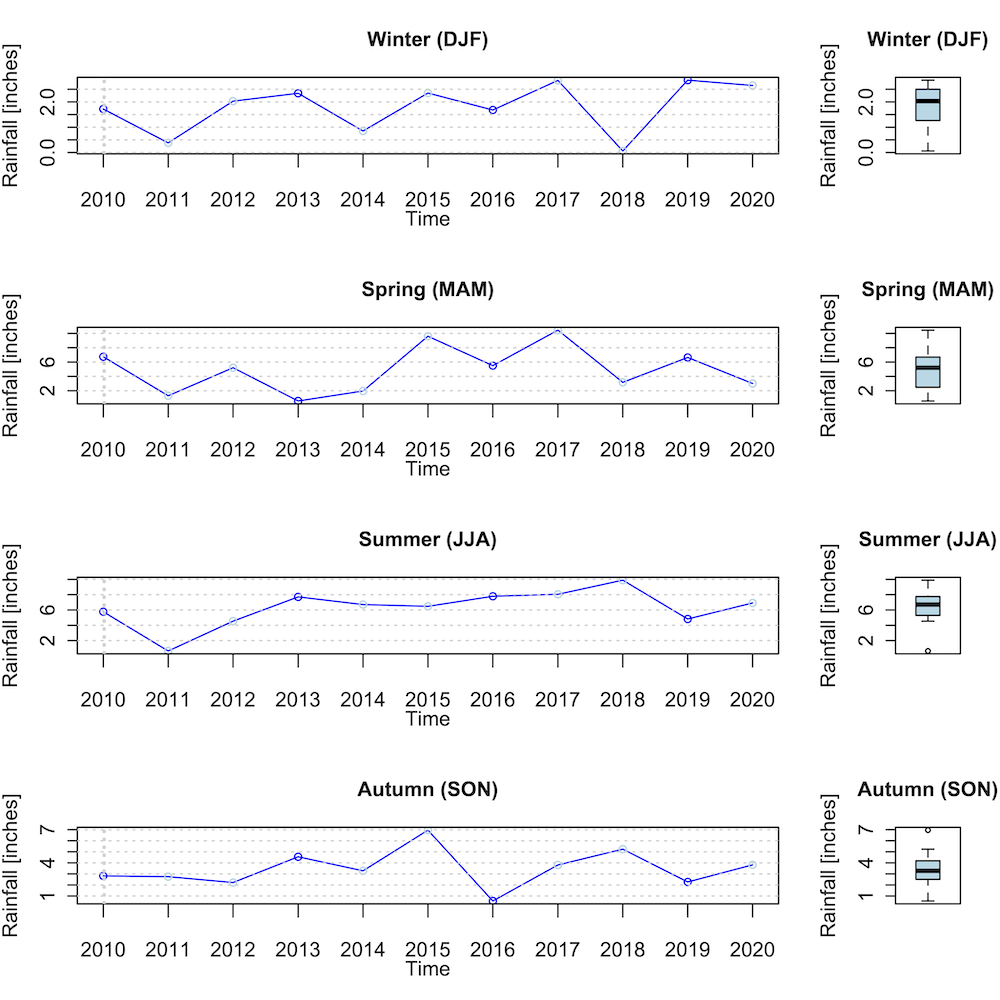 Winter (DJF)
Rainfall [inches]
2.0
0.0
2010 2011 2012 2013 2014 2015 2016 2017 2018 2019 2020
Time
Winter (DJF)
Rainfall [inches]
2.0
0.0
Spring (MAM)
Rainfall [inches]
6
2
2010 2011 2012 2013 2014 2015 2016 2017 2018 2019 2020
Time
Spring (MAM)
Rainfall [inches]
6
2
Summer (JJA)
Rainfall [inches]
6
2
2010 2011 2012 2013 2014 2015 2016 2017 2018 2019 2020
Time
Summer (JJA)
Rainfall [inches]
6
2
Autumn (SON)
Rainfall [inches]
7
4
1
2010 2011 2012 2013 2014 2015 2016 2017 2018 2019 2020
Time
Autumn (SON)
Rainfall [inches]
7
4
1